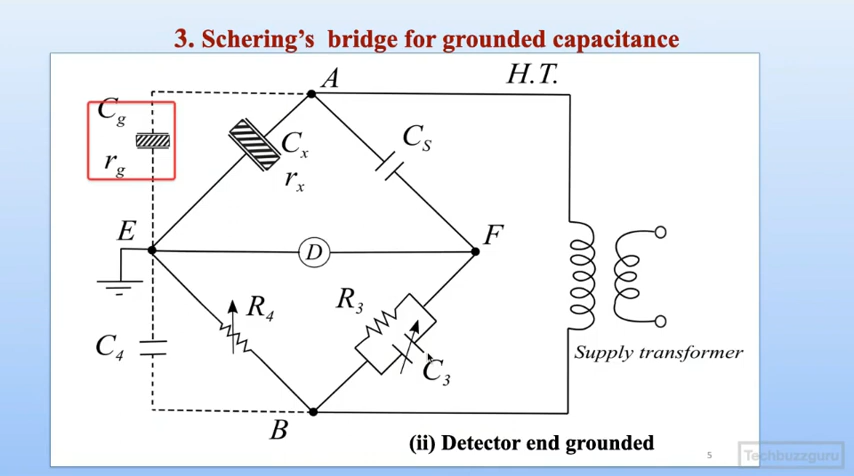 3. Schering's bridge for grounded capacitance
A
H.T.
Cg
Cx
CS
rg
rx
E
F
D
R4
R3
C4
C3
Supply transformer
B
(ii) Detector end grounded
5
Techbuzzguru